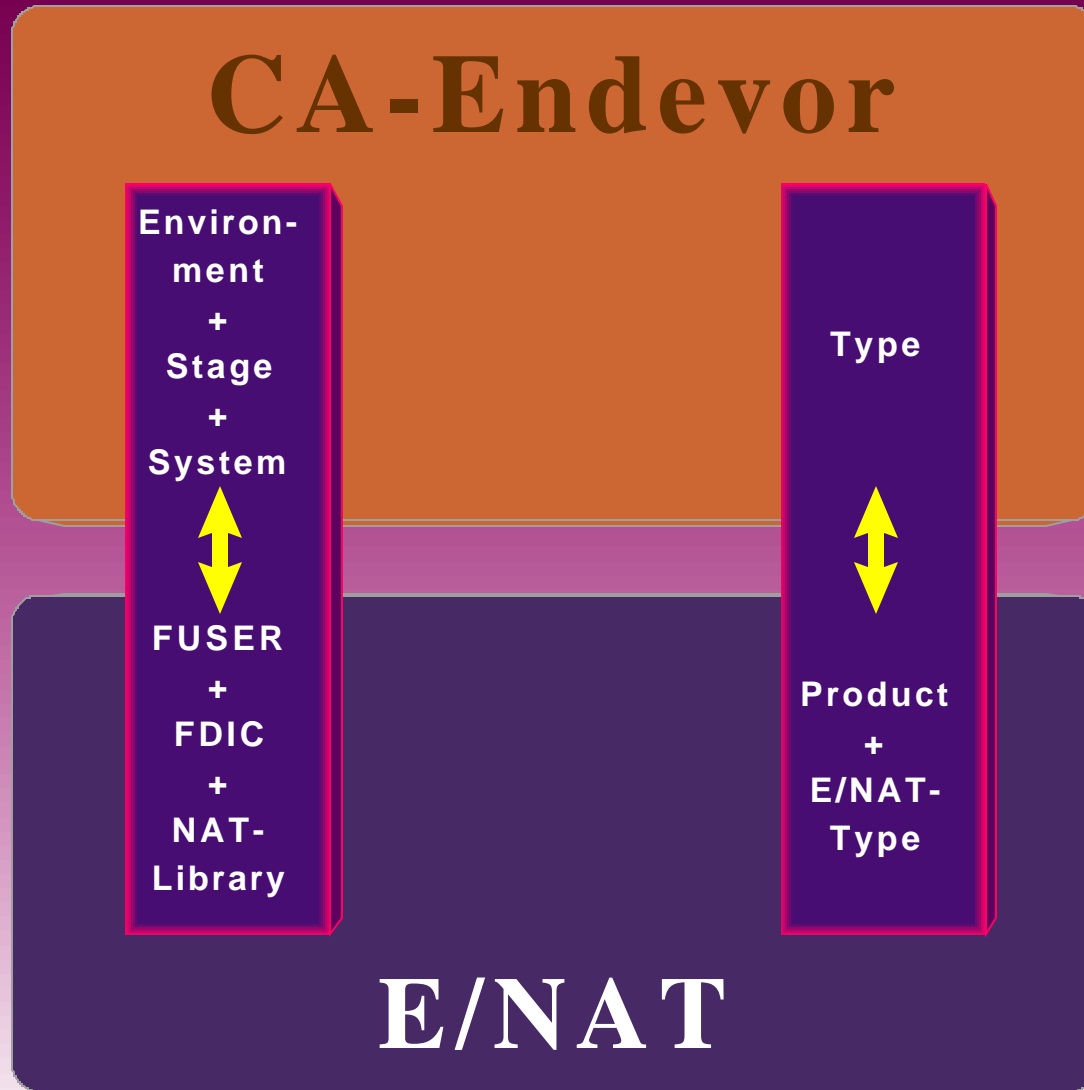 CA-Endevor
Environ-
ment
+
Stage
+
System
FUSER
+
FDIC
+
NAT-
Library
Type
Product
+
E/NAT-
Type
E/NAT